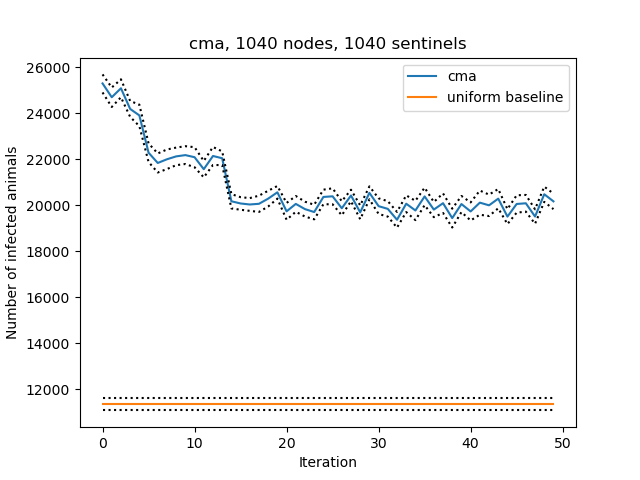 cma, 1040 nodes, 1040 sentinels
cma
uniform baseline
Number of infected animals
26000
24000
22000
20000
18000
16000
14000
12000
0 10 20 30 40 50
Iteration